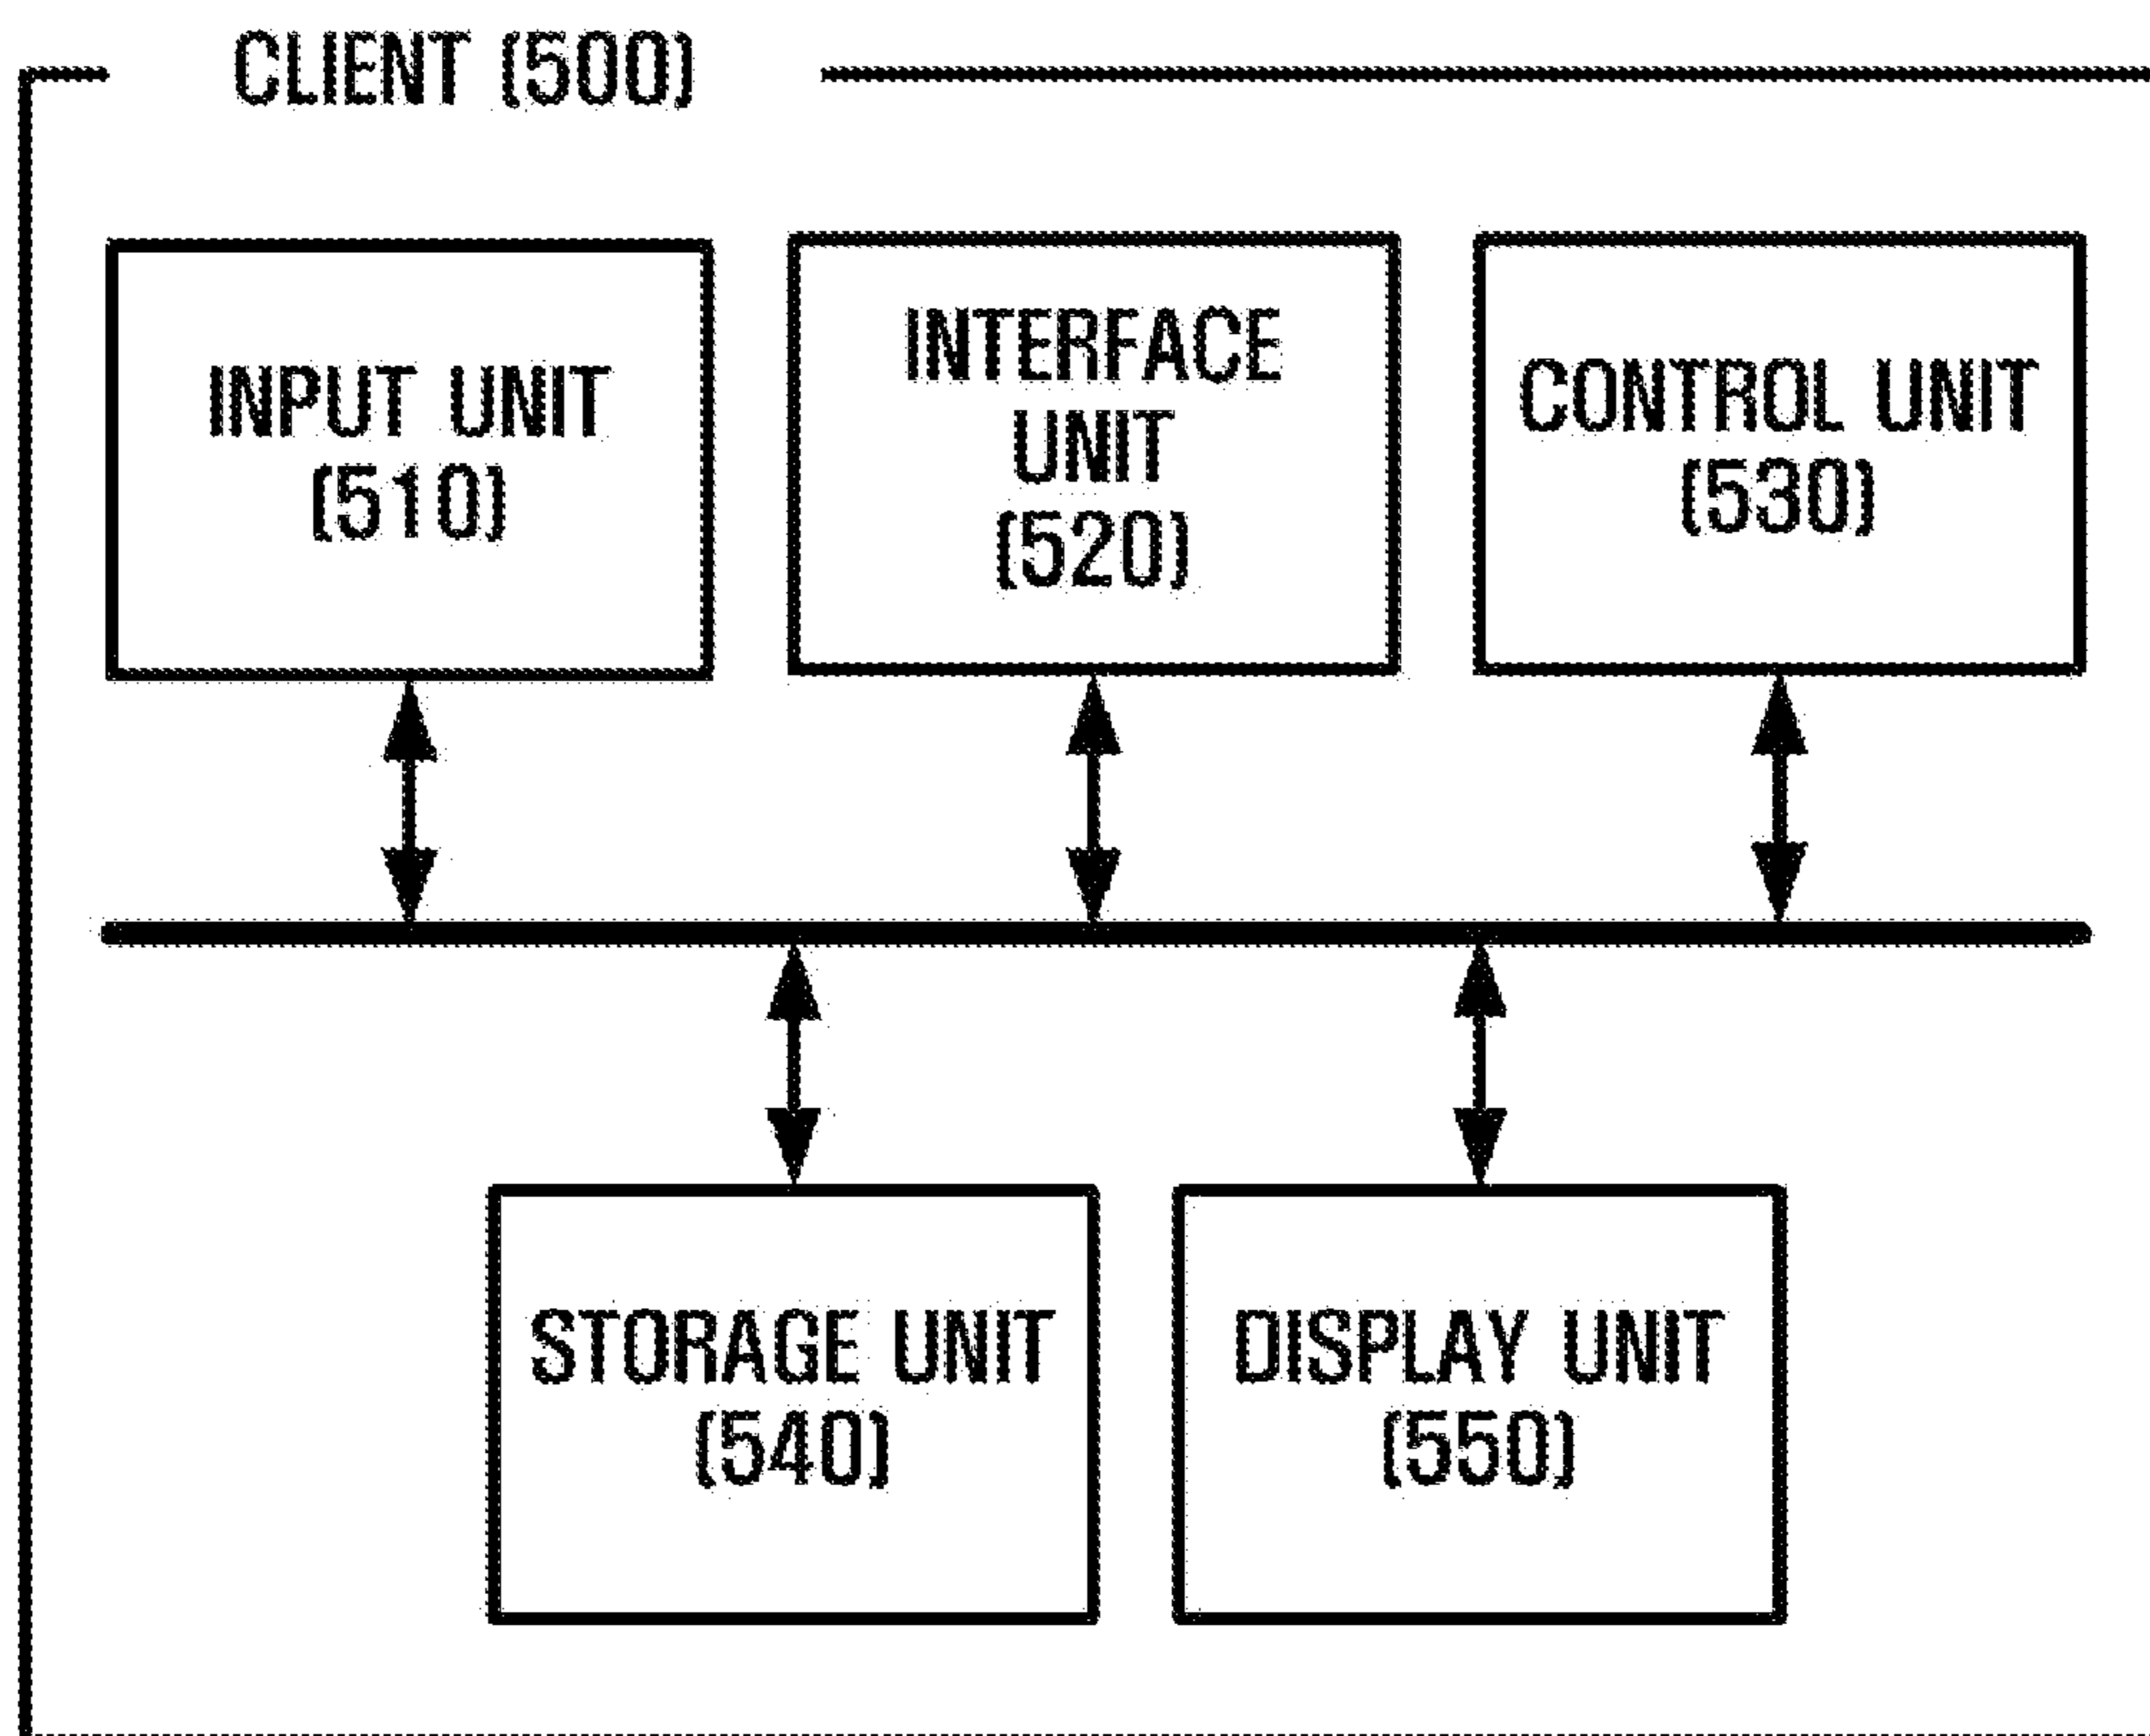 CLIENT (500)
INPUT UNIT
(510)
INTERFACE
UNIT
(520)
CONTROL UNIT
(530)
STORAGE UNIT
(540)
DISPLAY UNIT
(550)